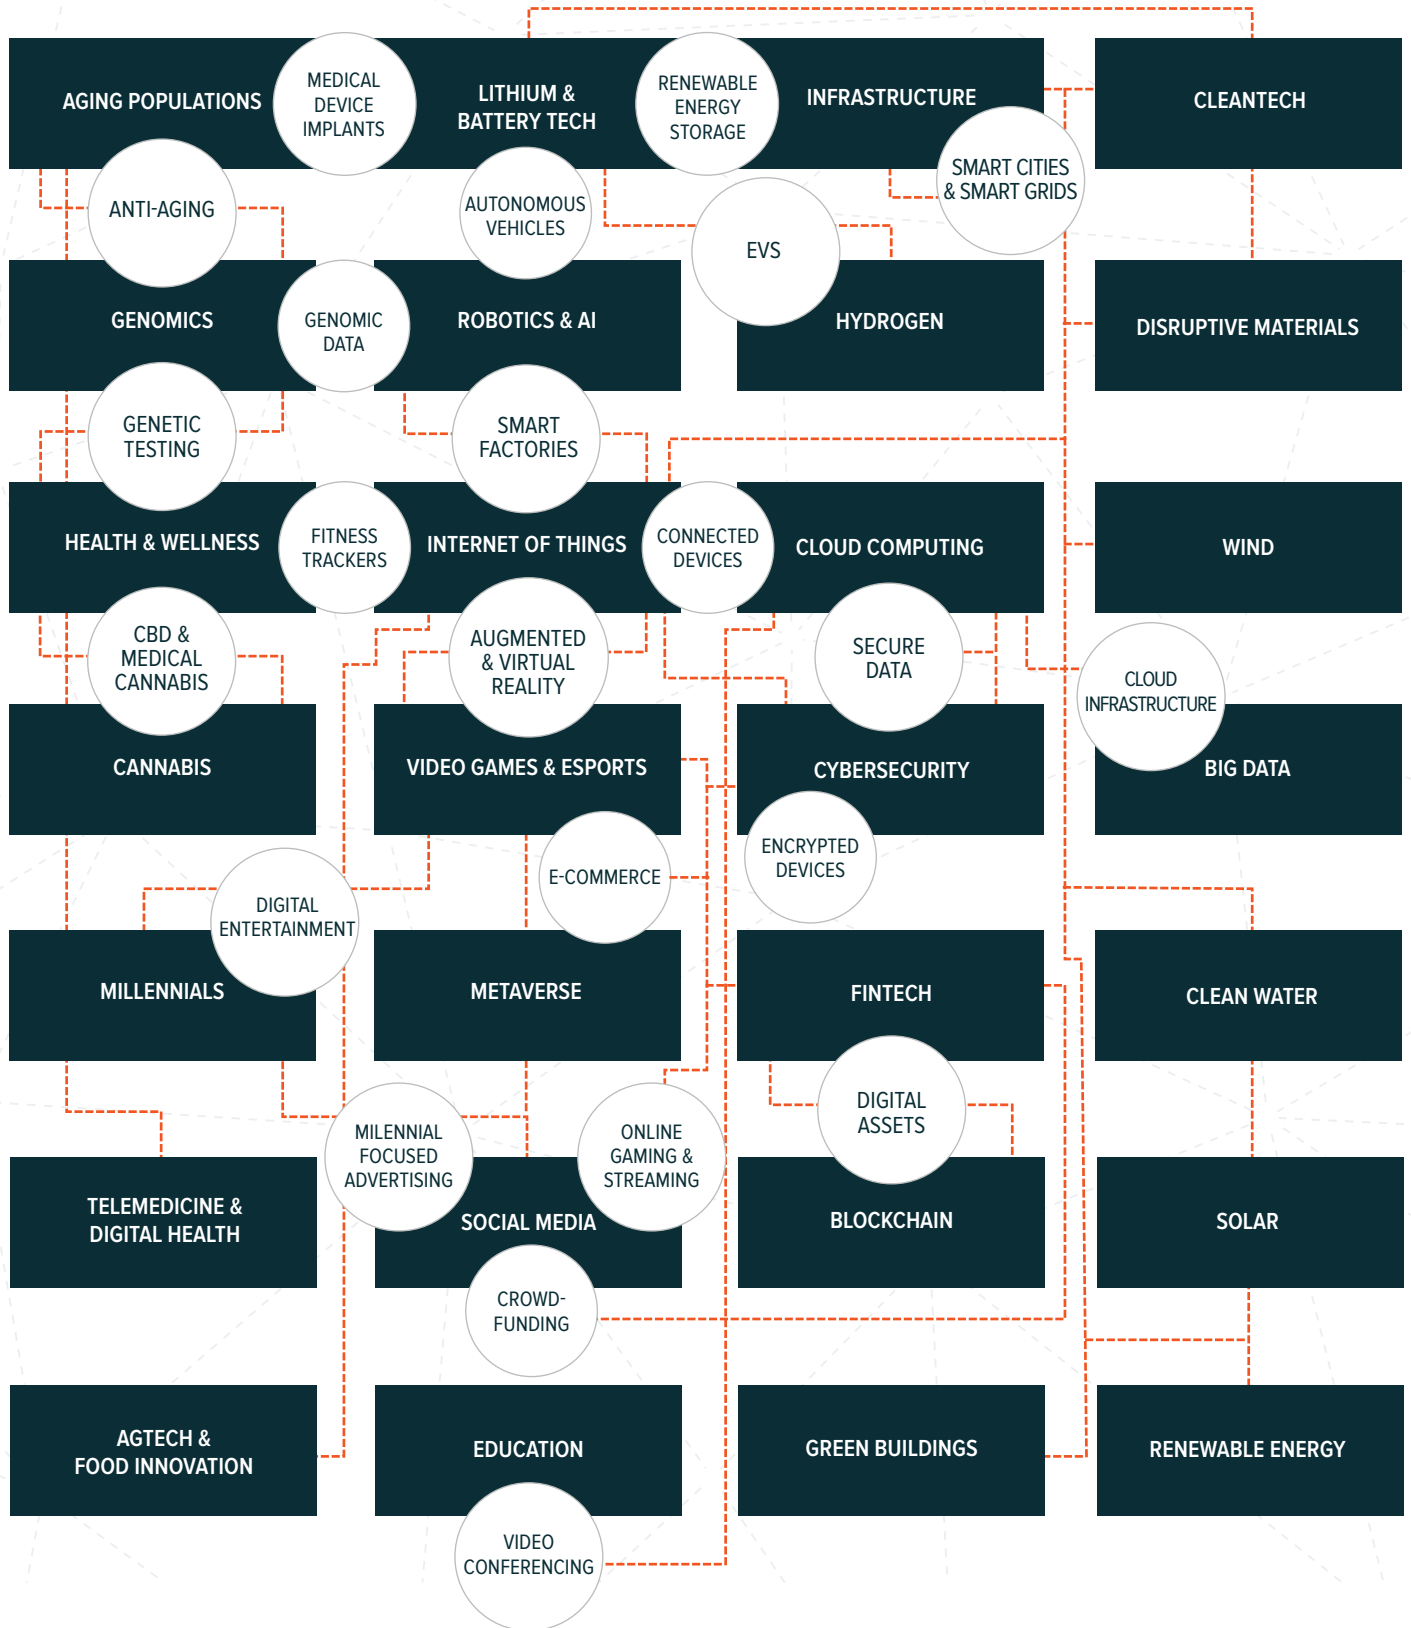 AGING POPULATIONS
MEDICAL
DEVICE
IMPLANTS
LITHIUM &
BATTERY TECH
RENEWABLE
ENERGY
STORAGE
INFRASTRUCTURE
CLEANTECH
SMART CITIES
& SMART GRIDS
ANTI-AGING
AUTONOMOUS
VEHICLES
EVS
GENOMICS
GENOMIC
DATA
ROBOTICS & AI
HYDROGEN
DISRUPTIVE MATERIALS
GENETIC
TESTING
SMART
FACTORIES
HEALTH & WELLNESS
FITNESS
TRACKERS
INTERNET OF THINGS
CONNECTED
DEVICES
CLOUD COMPUTING
WIND
CBD &
MEDICAL
CANNABIS
AUGMENTED
& VIRTUAL
REALITY
SECURE
DATA
CLOUD
INFRASTRUCTURE
CANNABIS
VIDEO GAMES & ESPORTS
CYBERSECURITY
BIG DATA
E-COMMERCE
ENCRYPTED
DEVICES
DIGITAL
ENTERTAINMENT
MILLENNIALS
METAVERSE
FINTECH
CLEAN WATER
MILENNIAL
FOCUSED
ADVERTISING
ONLINE
GAMING &
STREAMING
DIGITAL
ASSETS
TELEMEDICINE &
DIGITAL HEALTH
SOCIAL MEDIA
BLOCKCHAIN
SOLAR
CROWD-
FUNDING
AGTECH &
FOOD INNOVATION
EDUCATION
GREEN BUILDINGS
RENEWABLE ENERGY
VIDEO
CONFERENCING